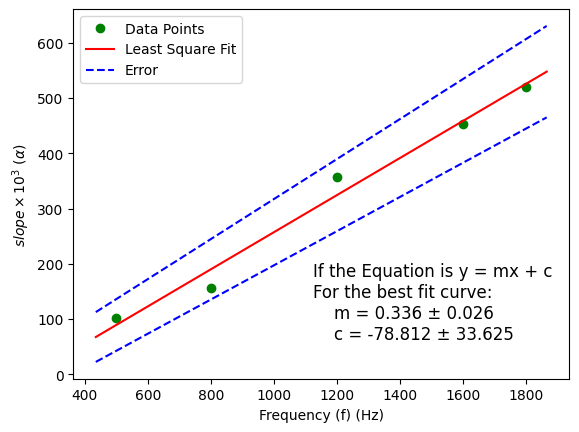 Data Points
Least Square Fit
Error
600
500
400
300
200
100
0
slope × 10³ (α)
If the Equation is y = mx + c
For the best fit curve:
m = 0.336 ± 0.026
c = -78.812 ± 33.625
400 600 800 1000 1200 1400 1600 1800
Frequency (f) (Hz)